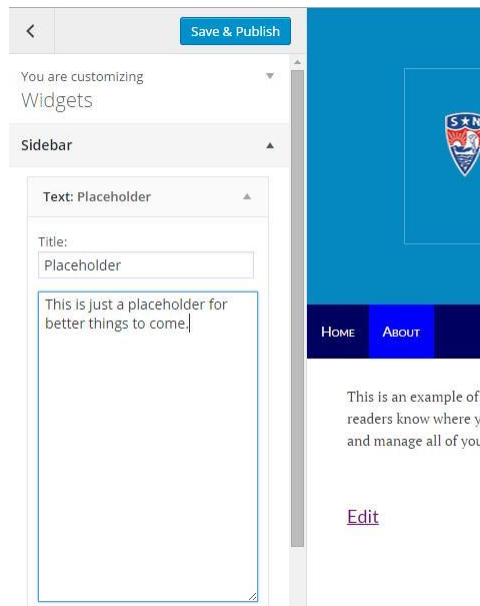 Save & Publish
You are customizing
Widgets
Sidebar
Text: Placeholder
Title:
Placeholder
This is just a placeholder for
better things to come.
S★N
HOME ABOUT
This is an example of
readers know where y
and manage all of you
Edit